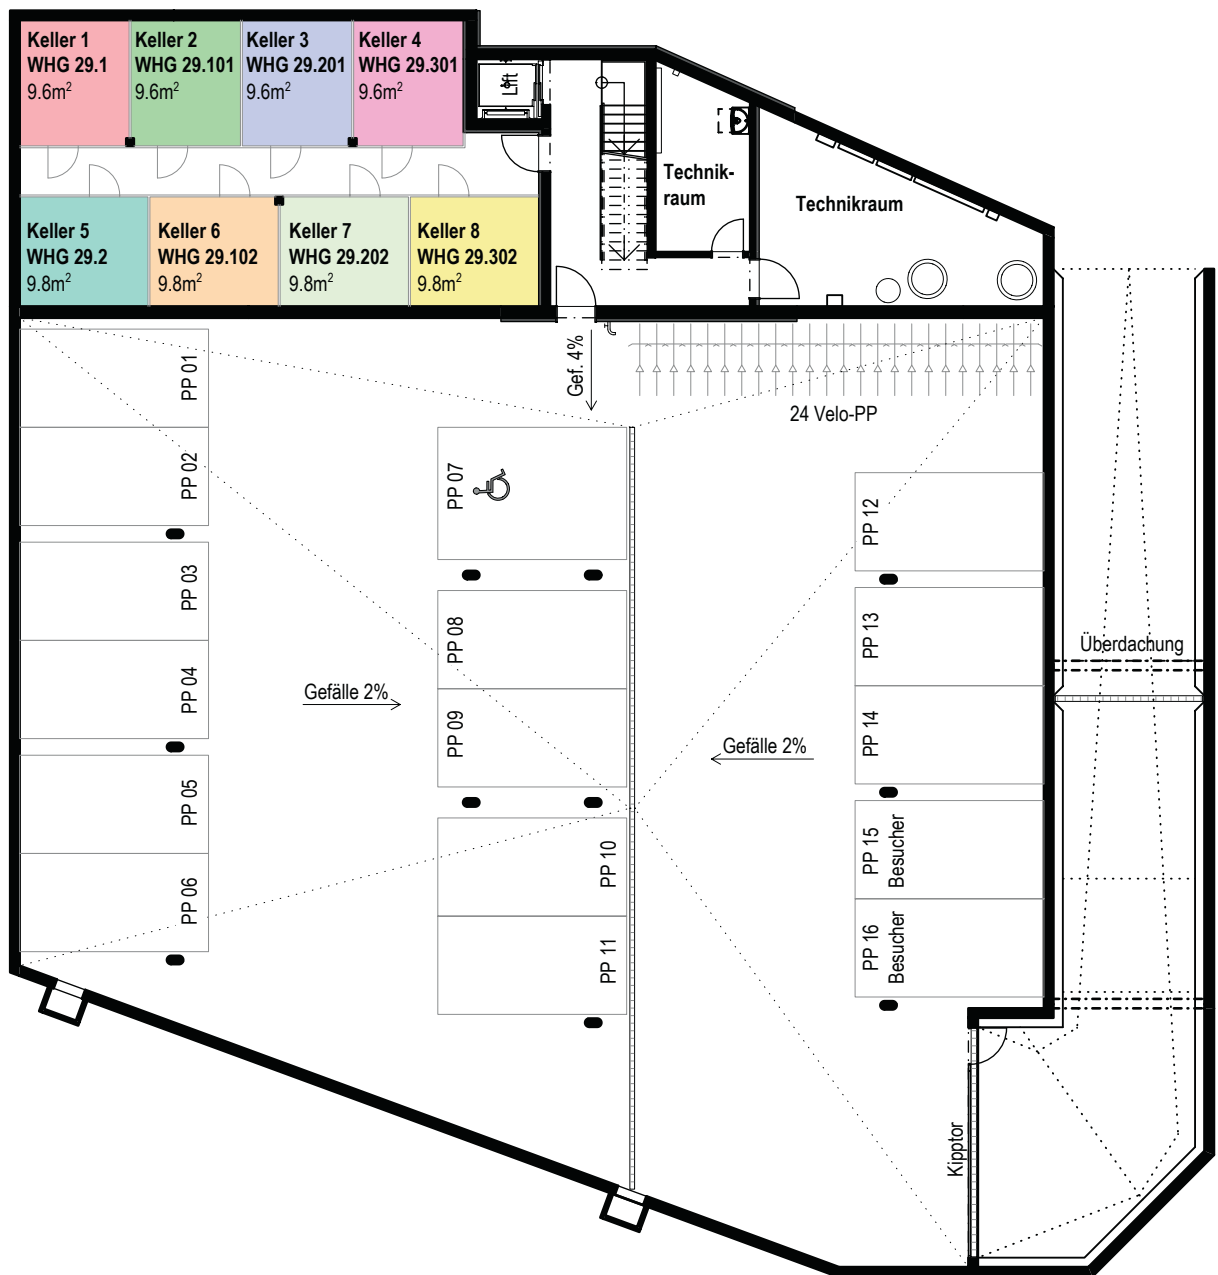 Keller 1
WHG 29.1
9.6m²
Keller 2
WHG 29.101
9.6m²
Keller 3
WHG 29.201
9.6m²
Keller 4
WHG 29.301
9.6m²
Lift
Technik-
raum
Technikraum
Keller 5
WHG 29.2
9.8m²
Keller 6
WHG 29.102
9.8m²
Keller 7
WHG 29.202
9.8m²
Keller 8
WHG 29.302
9.8m²
Gef. 4%
24 Velo-PP
PP 01
PP 02
PP 03
PP 04
PP 05
PP 06
Gefälle 2%
PP 07
PP 08
PP 09
PP 10
PP 11
Gefälle 2%
PP 12
PP 13
PP 14
PP 15
Besucher
PP 16
Besucher
Überdachung
Kipptor